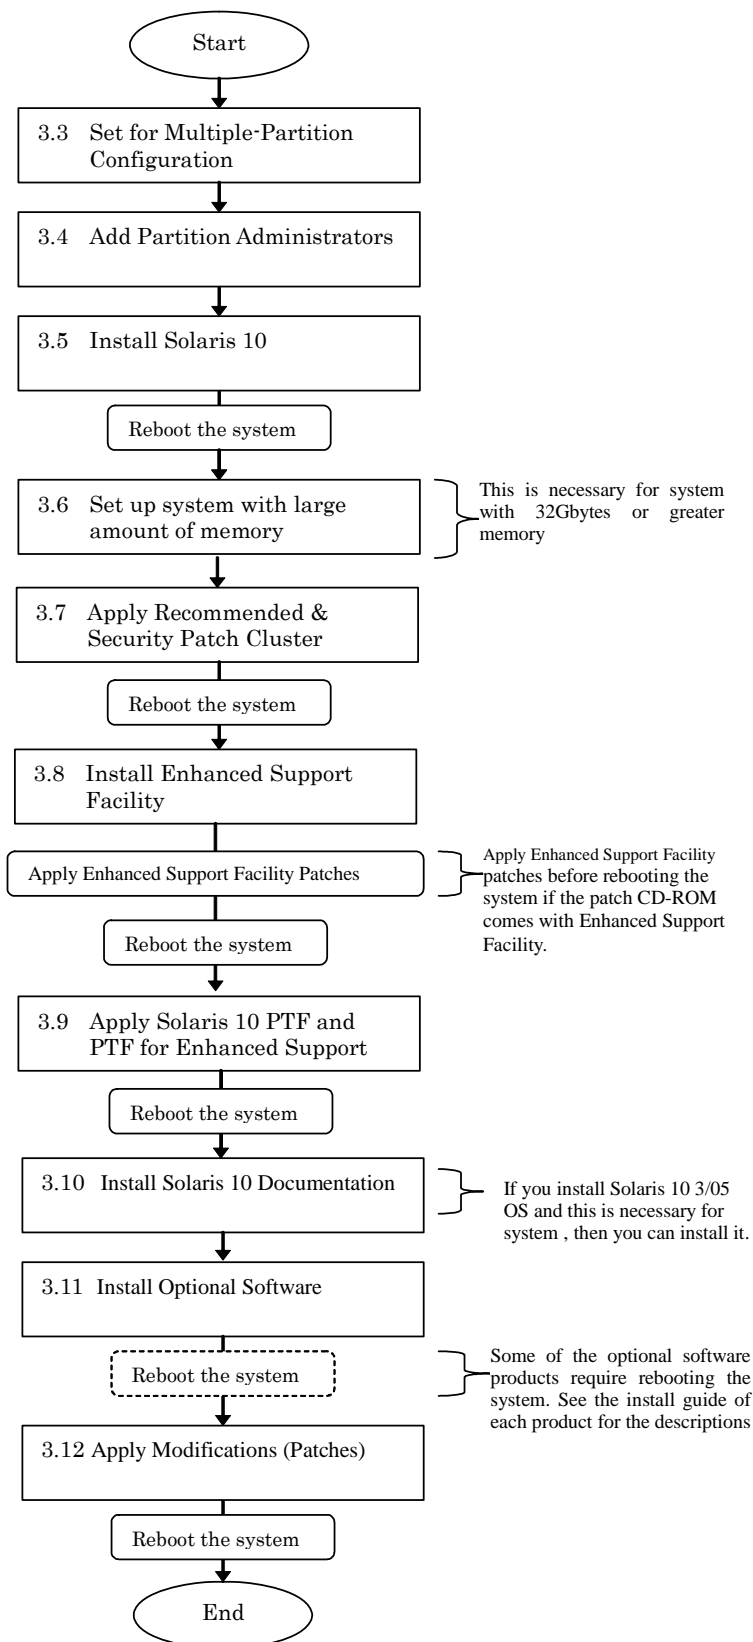 Start
3.3 Set for Multiple-Partition
Configuration
3.4 Add Partition Administrators
3.5 Install Solaris 10
Reboot the system
3.6 Set up system with large
amount of memory
This is necessary for system
with 32Gbytes or greater
memory
3.7 Apply Recommended &
Security Patch Cluster
Reboot the system
3.8 Install Enhanced Support
Facility
Apply Enhanced Support Facility Patches
Apply Enhanced Support Facility
patches before rebooting the
system if the patch CD-ROM
comes with Enhanced Support
Facility.
Reboot the system
3.9 Apply Solaris 10 PTF and
PTF for Enhanced Support
Reboot the system
3.10 Install Solaris 10 Documentation
If you install Solaris 10 3/05
OS and this is necessary for
system , then you can install it.
3.11 Install Optional Software
Reboot the system
Some of the optional software
products require rebooting the
system. See the install guide of
each product for the descriptions
3.12 Apply Modifications (Patches)
Reboot the system
End